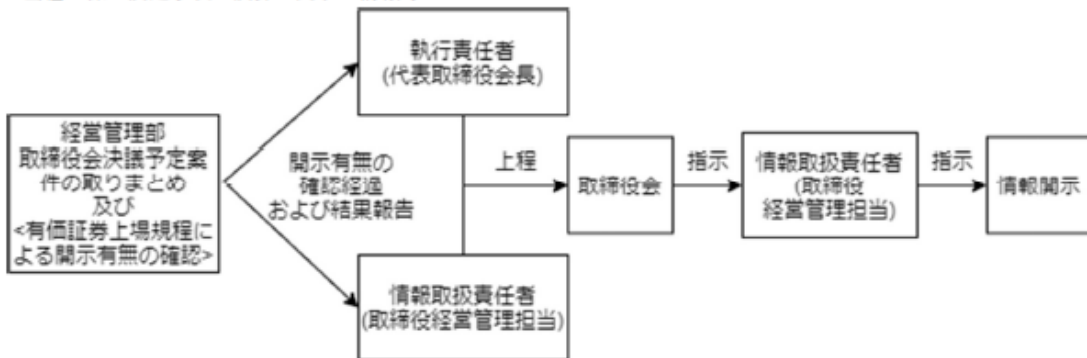 経営管理部
取締役会決議予定案
件の取りまとめ
及び
<有価証券上場規程に
よる開示有無の確認>
執行責任者
(代表取締役会長)
開示有無の
確認経過
および結果報告
情報取扱責任者
(取締役経営管理担当)
上程
取締役会
指示
情報取扱責任者
(取締役
経営管理担当)
指示
情報開示